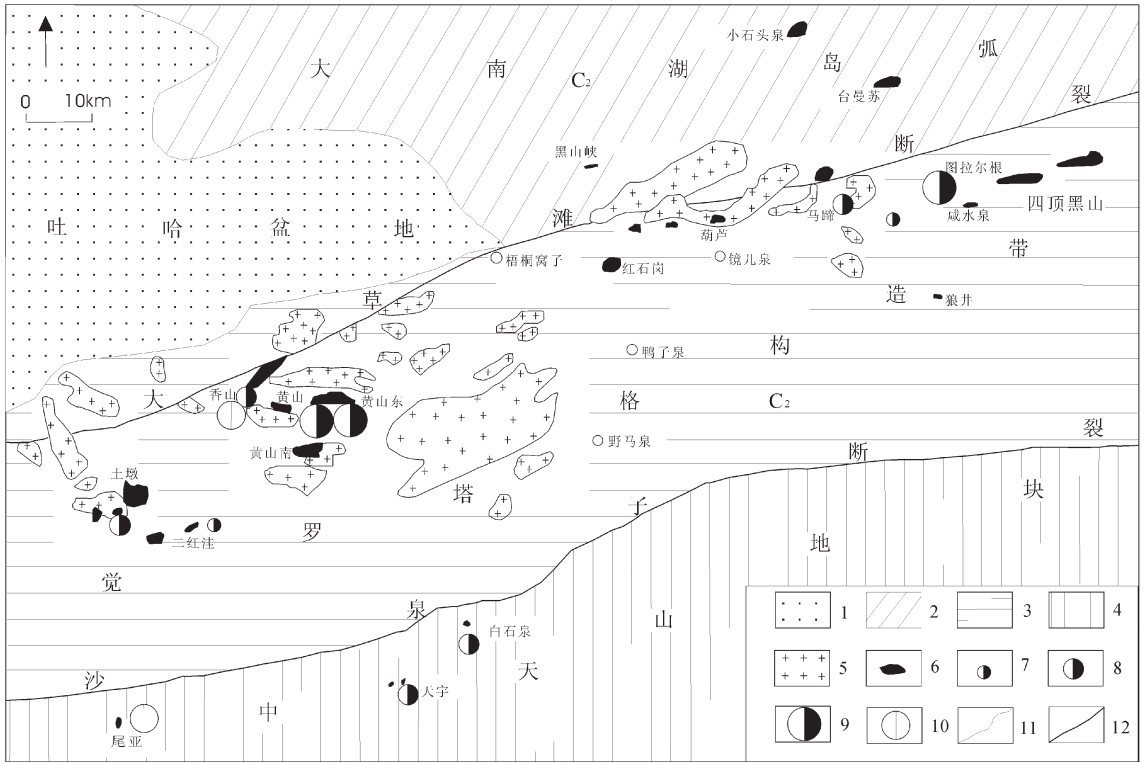 小石头泉
大 南 湖 岛 弧
C2
台曼苏
裂
断
黑山峡
图拉尔根
四顶黑山
咸水泉
马蹄
滩
葫芦
吐 哈 盆 地
带
梧桐窝子
红石岗
镜儿泉
造
狼井
草
鸭子泉
构
大
香山
黄山
黄山东
格
C2
野马泉
裂
断
黄山南
土墩
塔
子
块
二红洼
罗
地
觉
泉
白石泉
山
天
沙
天宇
中
尾亚
0 10km
1 2 3 4
5 6 7 8
9 10 11 12